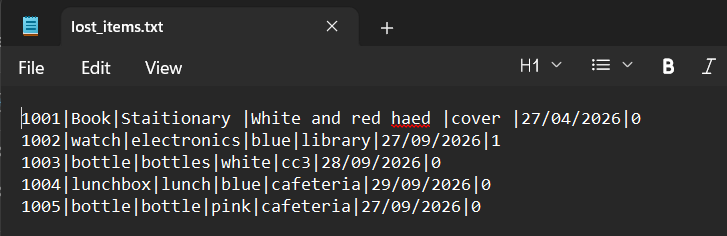 lost_items.txt
File Edit View H1 B I
1001|Book|Staitionary |White and red haed |cover |27/04/2026|0
1002|watch|electronics|blue|library|27/09/2026|1
1003|bottle|bottles|white|cc3|28/09/2026|0
1004|lunchbox|lunch|blue|cafeteria|29/09/2026|0
1005|bottle|bottle|pink|cafeteria|27/09/2026|0